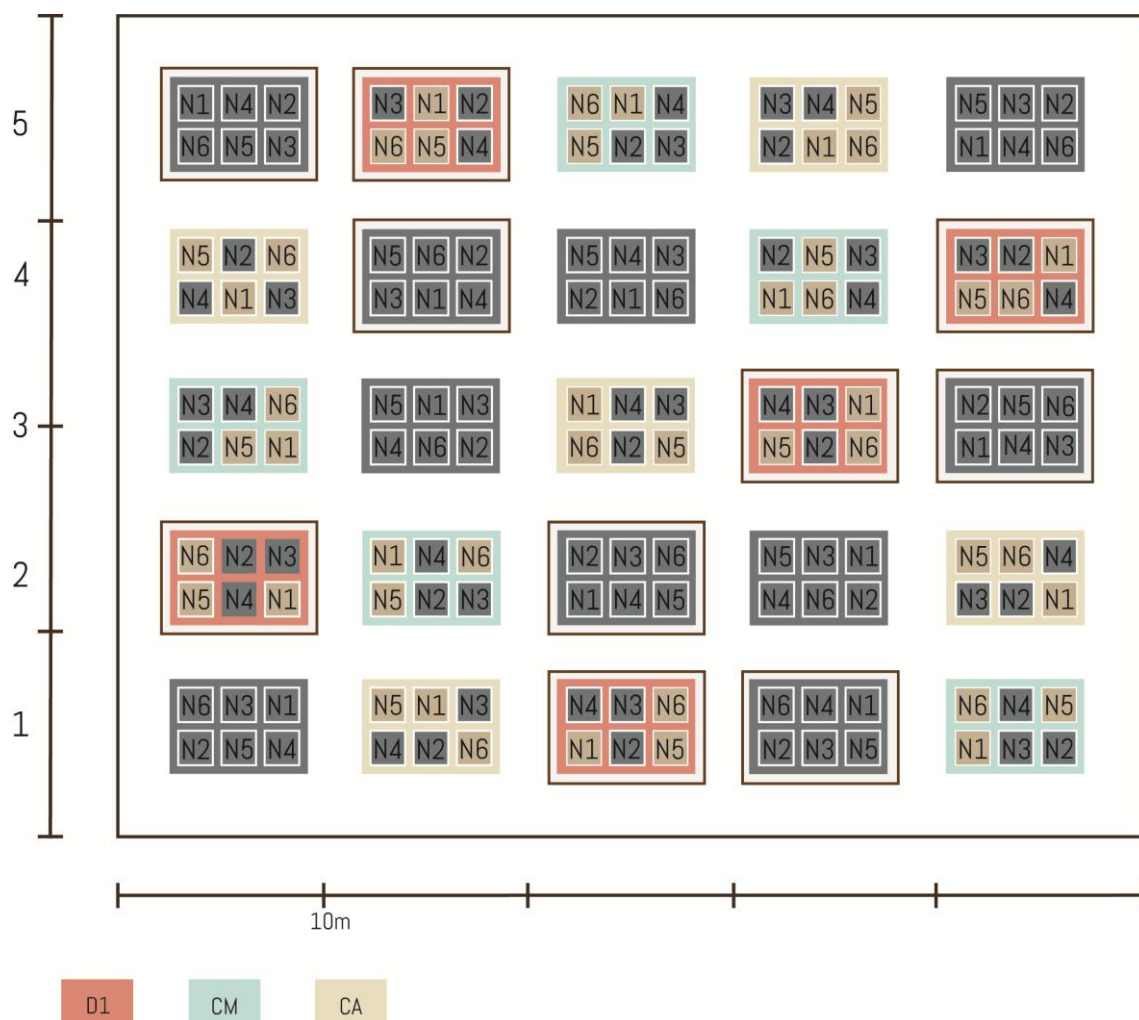 5
N1 N4 N2 N3 N1 N2 N6 N1 N4 N3 N4 N5 N5 N3 N2
N6 N5 N3 N6 N5 N4 N5 N2 N3 N2 N1 N6 N1 N4 N6
4
N5 N2 N6 N5 N6 N2 N5 N4 N3 N2 N5 N3 N3 N2 N1
N4 N1 N3 N3 N1 N4 N2 N1 N6 N1 N6 N4 N5 N6 N4
3
N3 N4 N6 N5 N1 N3 N1 N4 N3 N4 N3 N1 N2 N5 N6
N2 N5 N1 N4 N6 N2 N6 N2 N5 N5 N2 N6 N1 N4 N3
2
N6 N2 N3 N1 N4 N6 N2 N3 N6 N5 N3 N1 N5 N6 N4
N5 N4 N1 N5 N2 N3 N1 N4 N5 N4 N6 N2 N3 N2 N1
1
N6 N3 N1 N5 N1 N3 N4 N3 N6 N6 N4 N1 N6 N4 N5
N2 N5 N4 N4 N2 N6 N1 N2 N5 N2 N3 N5 N1 N3 N2
10m
D1 CM CA